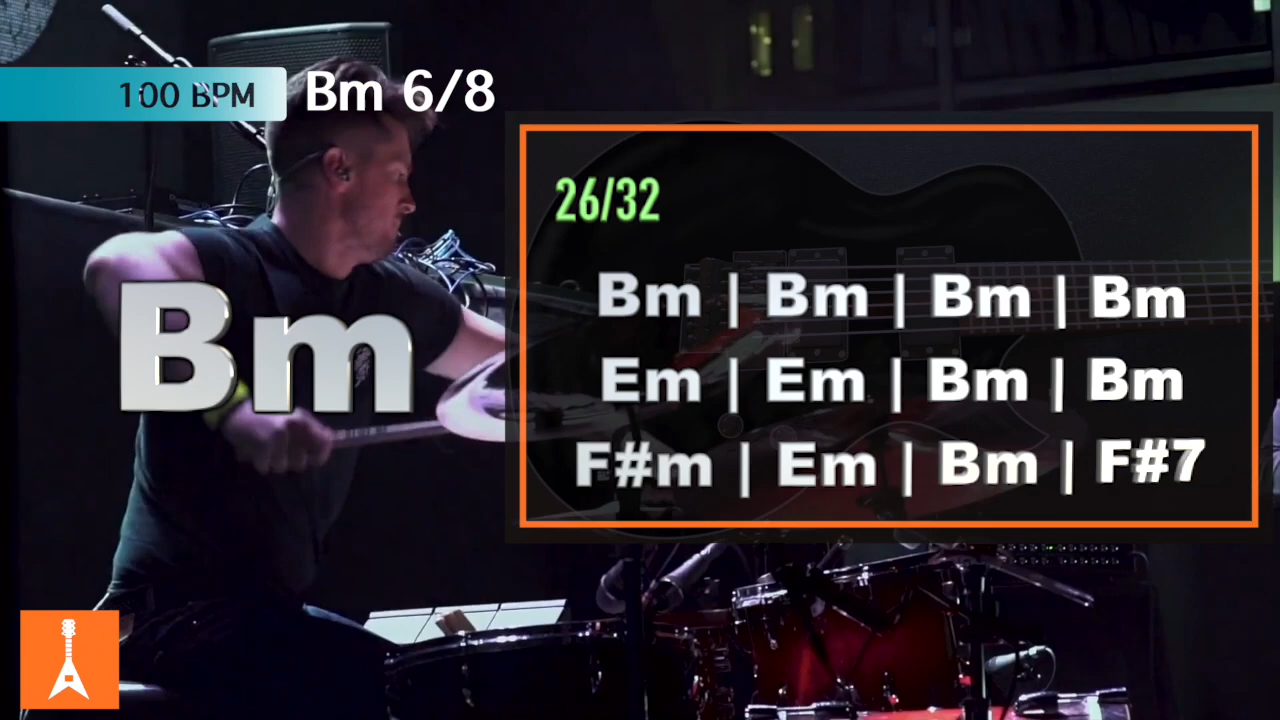 100 BPM Bm 6/8
26/32
Bm | Bm | Bm | Bm
Em | Em | Bm | Bm
F#m | Em | Bm | F#7
Bm